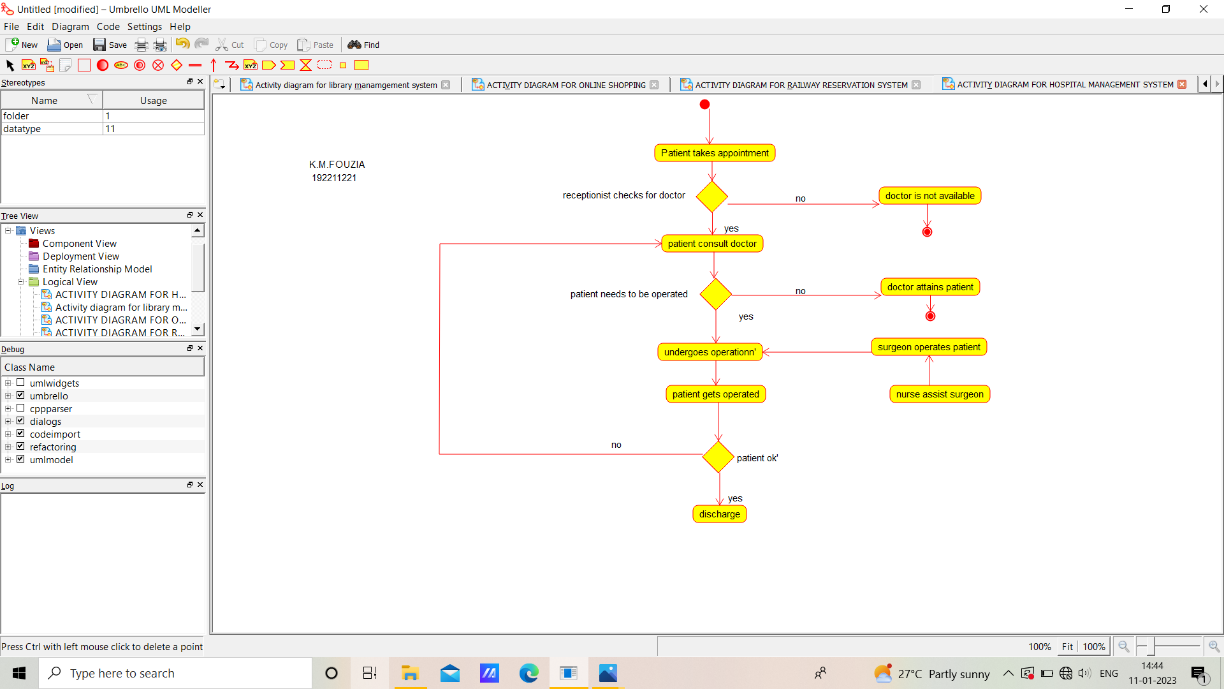 Untitled [modified] – Umbrello UML Modeller
File Edit Diagram Code Settings Help
New Open Save Cut Copy Paste Find
Stereotypes
Name Usage
folder 1
datatype 11
Tree View
Views
Component View
Deployment View
Entity Relationship Model
Logical View
ACTIVITY DIAGRAM FOR H...
Activity diagram for library m...
ACTIVITY DIAGRAM FOR O...
ACTIVITY DIAGRAM FOR R...
Debug
Class Name
umlwidgets
umbrello
cppparser
dialogs
codeimport
refactoring
umlmodel
Log
Activity diagram for library manamgement system
ACTIVITY DIAGRAM FOR ONLINE SHOPPING
ACTIVITY DIAGRAM FOR RAILWAY RESERVATION SYSTEM
ACTIVITY DIAGRAM FOR HOSPITAL MANAGEMENT SYSTEM
K.M.FOUZIA
192211221
Patient takes appointment
receptionist checks for doctor
no
doctor is not available
yes
patient consult doctor
patient needs to be operated
no
doctor attains patient
yes
undergoes operationn'
surgeon operates patient
patient gets operated
nurse assist surgeon
no
patient ok'
yes
discharge
Press Ctrl with left mouse click to delete a point
100% Fit 100%
Type here to search
27°C Partly sunny
ENG
14:44
11-01-2023
1